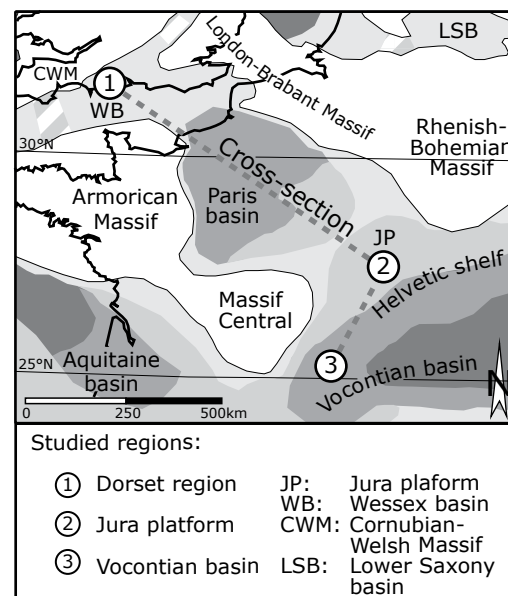 LSB
CWM
1
WB
London-Brabant Massif
30°N
Rhenish-
Bohemian
Massif
Cross-section
Armorican
Massif
Paris
basin
JP
2
Helvetic shelf
Massif
Central
25°N
Aquitaine
basin
3
Vocontian basin
N
0 250 500km
Studied regions:
1 Dorset region
2 Jura platform
3 Vocontian basin
JP: Jura plaform
WB: Wessex basin
CWM: Cornubian-
Welsh Massif
LSB: Lower Saxony
basin